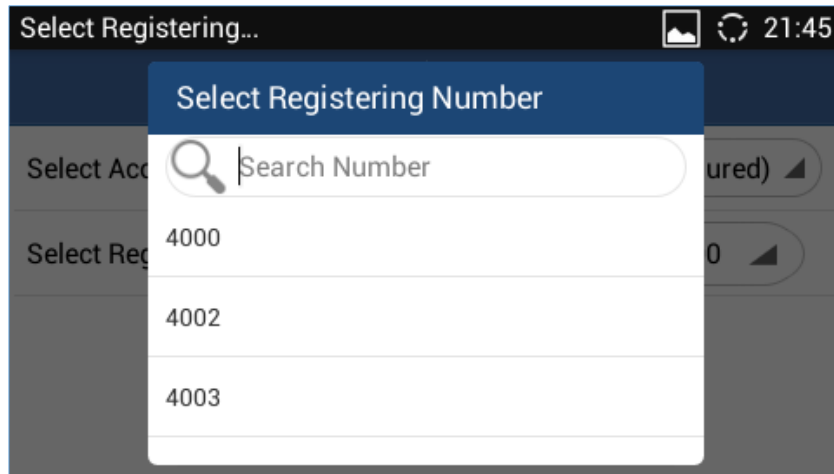 Select Registering... 21:45
Select Registering Number
Search Number
Select Acc ured)
4000
Select Reg 0
4002
4003